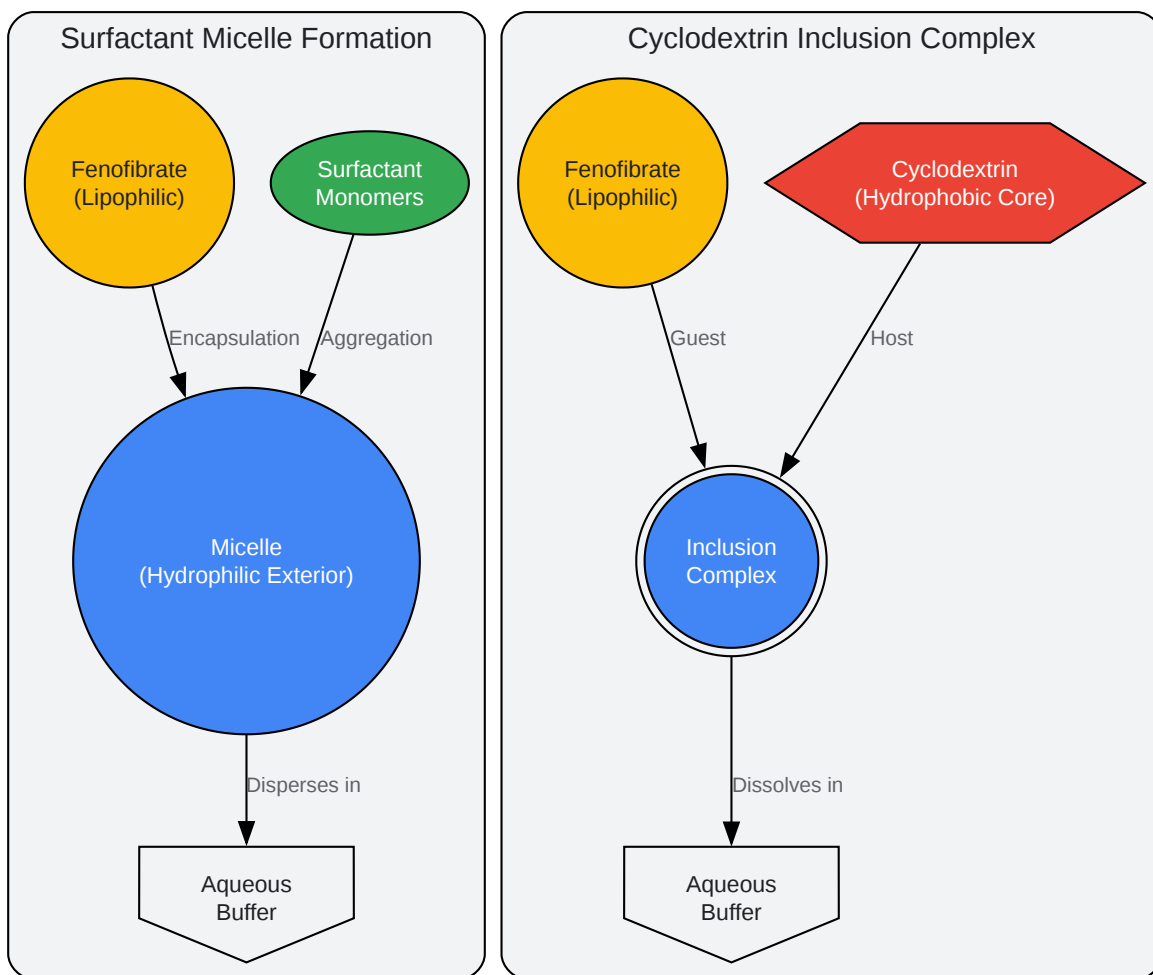 Surfactant Micelle Formation
Fenofibrate
(Lipophilic)
Surfactant
Monomers
Encapsulation
Aggregation
Micelle
(Hydrophilic Exterior)
Disperses in
Aqueous
Buffer
Cyclodextrin Inclusion Complex
Fenofibrate
(Lipophilic)
Cyclodextrin
(Hydrophobic Core)
Guest
Host
Inclusion
Complex
Dissolves in
Aqueous
Buffer